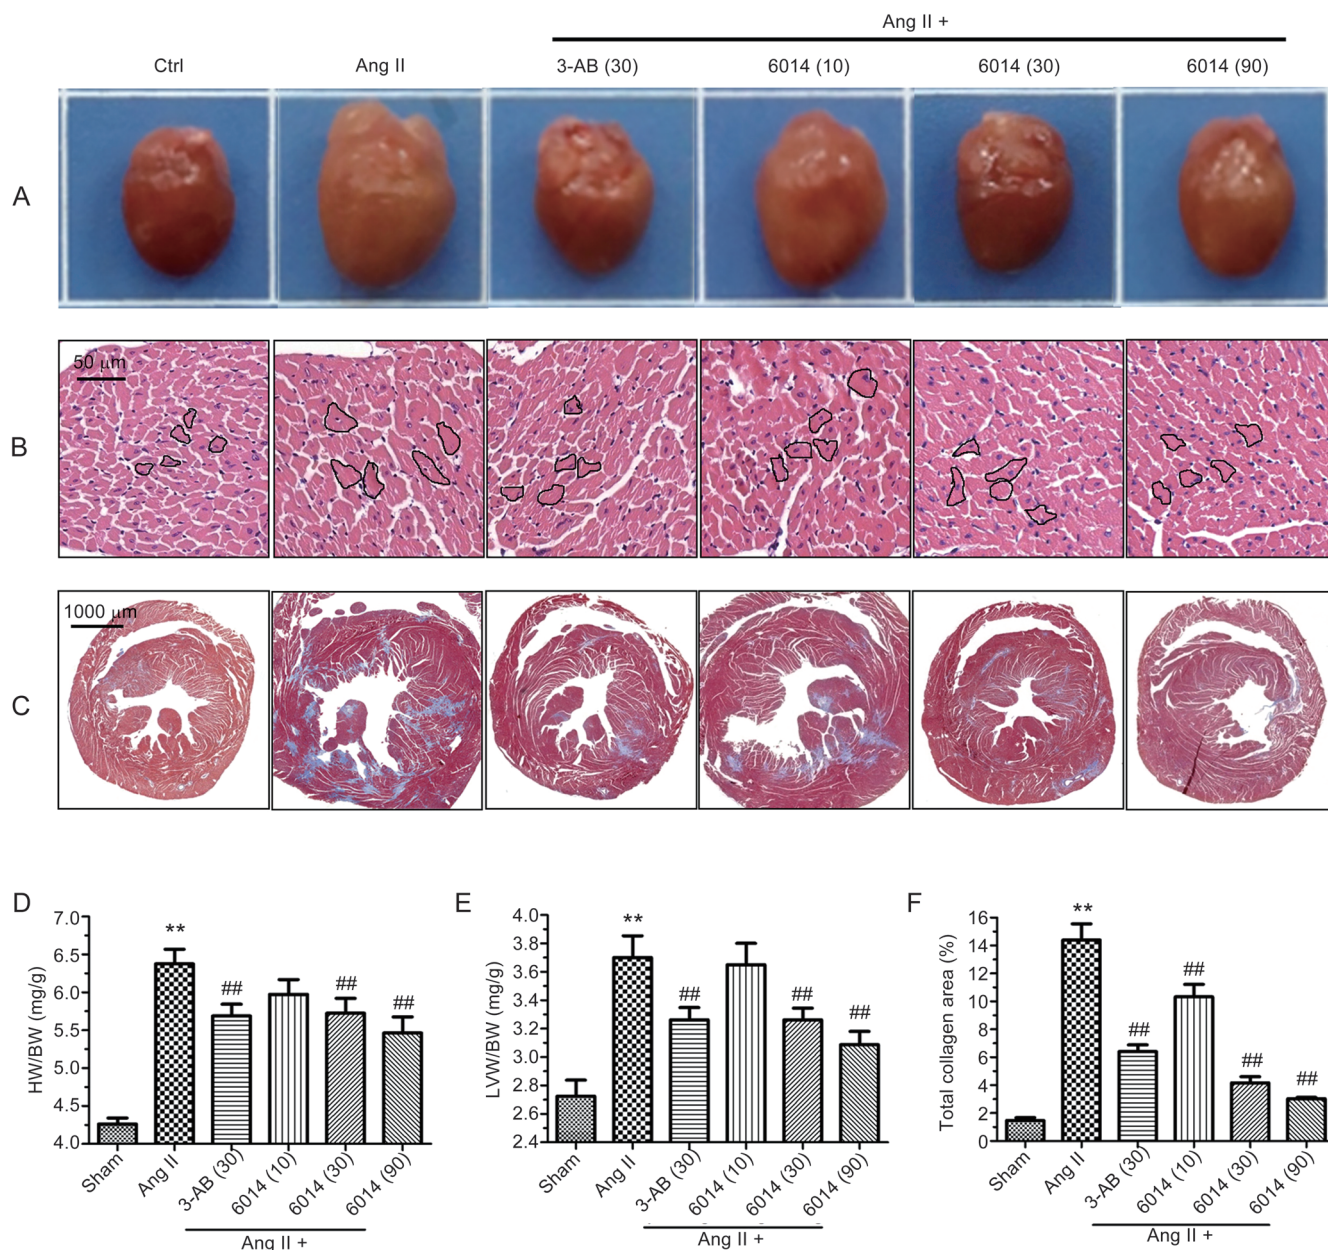 Ang II +
Ctrl Ang II 3-AB (30) 6014 (10) 6014 (30) 6014 (90)
A
50 μm
B
1000 μm
C
D
HW/BW (mg/g)
7.0
6.5
6.0
5.5
5.0
4.5
4.0
** ## ## ##
Sham Ang II 3-AB (30) 6014 (10) 6014 (30) 6014 (90)
Ang II +
E
LVW/BW (mg/g)
4.0
3.8
3.6
3.4
3.2
3.0
2.8
2.6
2.4
** ## ## ##
Sham Ang II 3-AB (30) 6014 (10) 6014 (30) 6014 (90)
Ang II +
F
Total collagen area (%)
16
14
12
10
8
6
4
2
0
** ## ## ## ##
Sham Ang II 3-AB (30) 6014 (10) 6014 (30) 6014 (90)
Ang II +